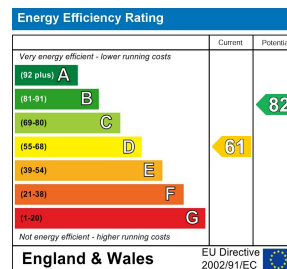 Energy Efficiency Rating
Current Potentia
Very energy efficient - lower running costs
(92 plus) A
(81-91) B
82
(69-80) C
(55-68) D
61
(39-54) E
(21-38) F
(1-20) G
Not energy efficient - higher running costs
England & Wales
EU Directive
2002/91/EC